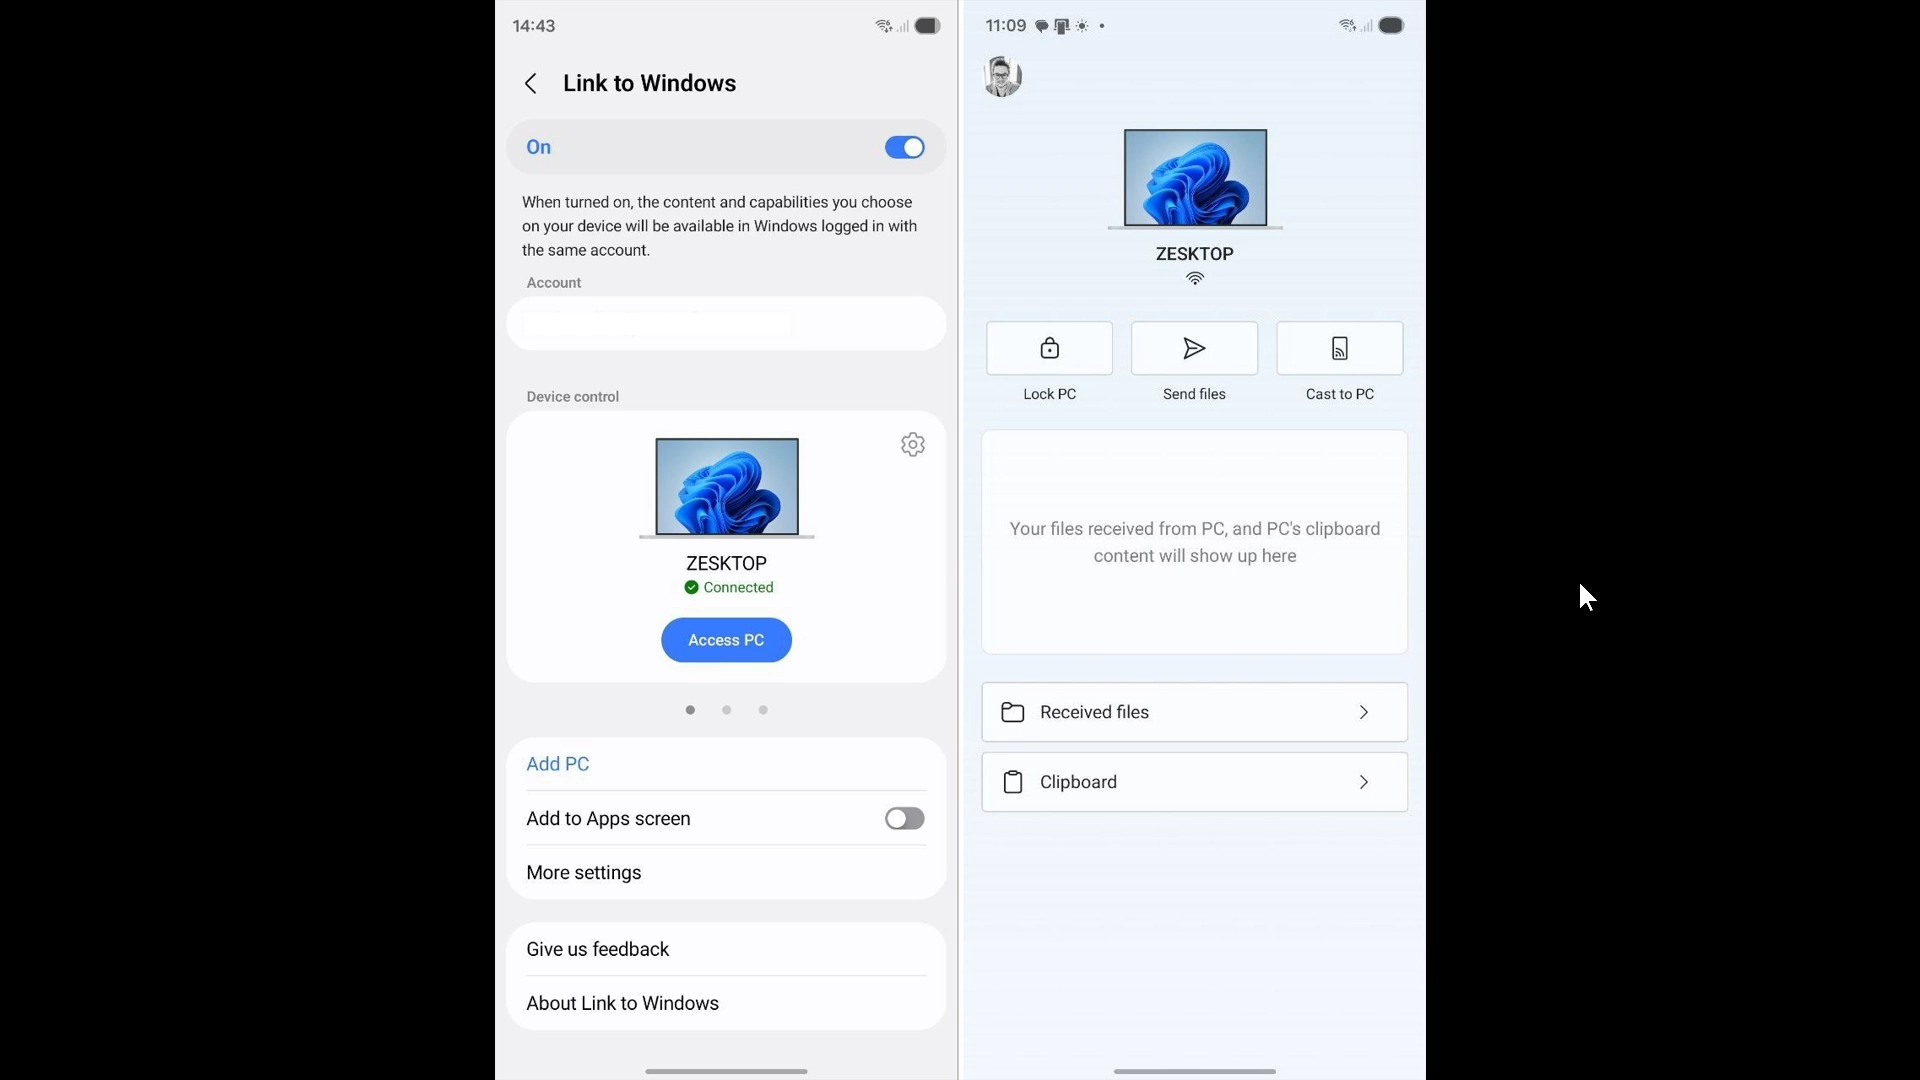 14:43
Link to Windows
On
When turned on, the content and capabilities you choose
on your device will be available in Windows logged in with
the same account.
Account
Device control
ZESKTOP
Connected
Access PC
Add PC
Add to Apps screen
More settings
Give us feedback
About Link to Windows
11:09
ZESKTOP
Lock PC
Send files
Cast to PC
Your files received from PC, and PC's clipboard
content will show up here
Received files
Clipboard